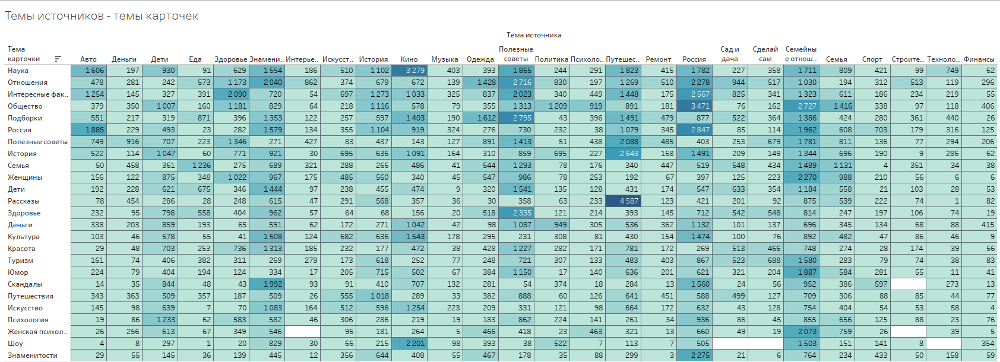 Темы источников - темы карточек
Тема источника
Тема карточки Авто Деньги Дети Еда Здоровье Знамени.. Интерье.. Искусст.. История Кино Музыка Одежда Полезные советы Политика Психоло.. Путешес.. Ремонт Россия Сад и дача Сделай сам Семейны е отнош.. Семья Спорт Строите.. Техноло.. Финансы
Наука 1 606 197 930 91 629 1 554 186 510 1 102 3 279 403 393 1 865 244 291 1 823 415 1 782 227 358 1 711 809 421 99 749 62
Отношения 478 281 242 573 1 173 2 040 862 374 679 672 139 1 428 2 716 830 197 1 269 510 2 278 944 517 1 030 194 312 513 119 296
Интересные фак.. 1 254 145 327 391 2 090 720 54 697 1 273 1 033 325 837 2 023 340 449 1 448 175 2 567 825 341 1 323 611 186 234 219 55
Общество 379 350 1 007 160 1 181 829 64 218 1 116 578 79 355 1 313 1 209 919 891 181 3 471 76 162 2 727 1 416 338 97 118 406
Подборки 551 217 319 871 396 1 353 122 257 597 1 403 190 1 612 2 795 43 396 1 491 479 877 522 364 1 386 424 280 361 440 26
Россия 1 885 229 493 23 282 1 579 134 355 1 104 919 324 276 730 232 38 1 079 345 2 847 85 114 1 962 608 703 179 316 125
Полезные советы 749 916 707 223 1 346 271 427 83 437 143 127 891 1 413 51 438 2 088 485 403 253 679 1 781 811 136 77 294 206
История 522 114 1 047 60 771 921 30 695 636 1 091 164 310 859 695 227 2 643 168 1 491 209 149 1 344 696 190 9 286 62
Семья 50 458 361 1 236 275 689 321 288 266 486 41 544 1 293 78 176 340 447 519 548 434 1 489 1 131 4 351 34 38
Женщины 156 122 875 348 1 022 967 175 485 560 340 45 547 986 78 253 192 67 397 125 223 2 270 988 210 56 6 6
Дети 192 228 621 675 346 1 444 97 238 455 474 9 320 1 541 135 128 431 174 547 633 354 1 184 558 21 103 28 53
Рассказы 78 454 286 28 248 615 47 291 568 357 36 30 358 63 233 4 587 123 421 201 92 875 539 222 74 1 82
Здоровье 232 95 798 558 404 962 57 64 68 156 20 518 2 335 121 214 393 145 712 542 548 814 247 197 106 74 19
Деньги 338 203 859 193 65 591 62 172 271 1 042 42 98 1 087 949 305 536 362 1 132 101 137 696 345 134 68 88 415
Культура 103 46 578 55 41 1 508 124 682 636 1 543 178 295 231 308 81 430 154 1 474 100 76 892 482 47 86 46 9
Красота 29 48 703 253 736 1 313 185 232 177 472 38 428 1 227 282 171 781 172 269 513 466 748 274 28 174 39 56
Туризм 161 74 406 382 311 269 279 173 618 252 77 248 721 307 133 483 403 867 523 688 1 580 283 79 74 38 83
Юмор 224 79 404 194 124 334 17 205 715 502 67 384 1 150 17 140 636 201 621 321 204 1 887 584 281 55 11 41
Скандалы 14 35 844 48 43 1 992 93 91 410 707 132 281 54 374 18 284 13 1 560 24 56 952 386 597 273 13
Путешествия 343 363 509 357 187 509 26 555 1 018 289 33 382 888 60 126 641 451 588 499 127 709 306 88 85 44 77
Искусство 145 98 639 7 70 1 083 164 512 596 1 254 223 209 331 121 98 664 172 632 43 128 754 404 54 53 58 4
Психология 19 86 1 233 62 583 582 46 306 286 219 19 183 862 224 141 261 34 936 86 45 855 656 125 88 23 76
Женская психол.. 26 256 613 67 349 546 96 181 264 5 466 418 23 463 321 13 660 49 19 2 073 759 26 39 5
Шоу 4 8 297 1 20 829 30 66 215 2 201 98 393 38 522 7 113 7 505 1 503 151 141 8 354
Знаменитости 29 55 145 36 139 445 12 356 644 408 55 467 178 35 88 299 3 2 275 21 6 764 234 433 50 158 59